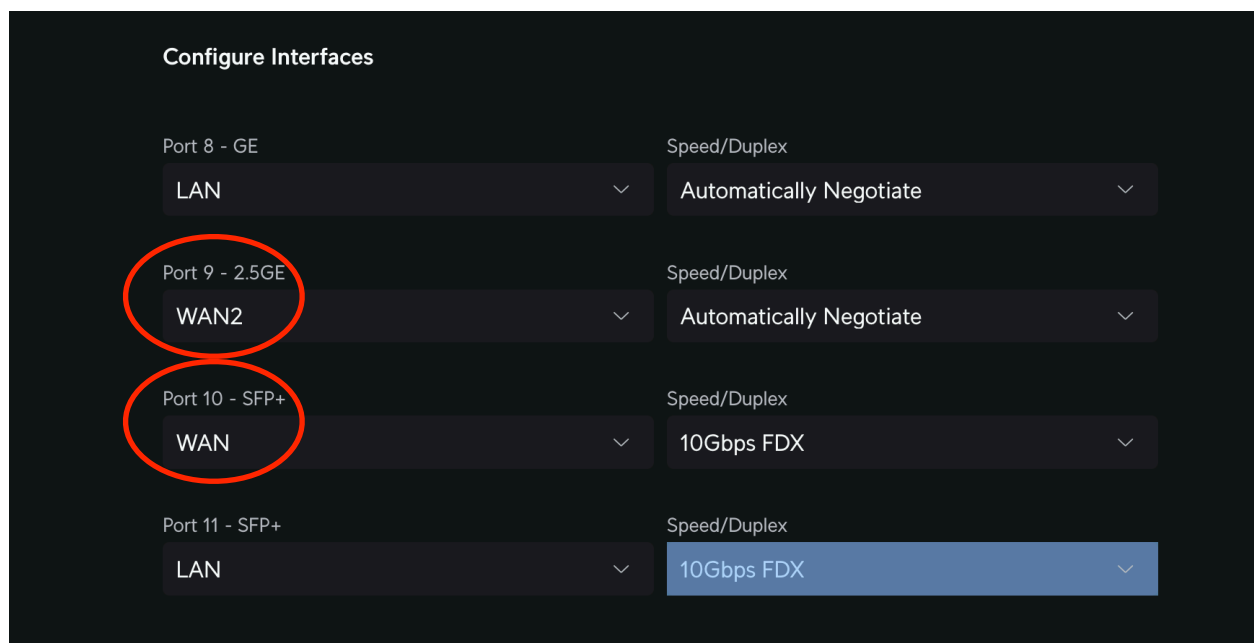 Configure Interfaces
Port 8 - GE
Speed/Duplex
LAN
Automatically Negotiate
Port 9 - 2.5GE
Speed/Duplex
WAN2
Automatically Negotiate
Port 10 - SFP+
Speed/Duplex
WAN
10Gbps FDX
Port 11 - SFP+
Speed/Duplex
LAN
10Gbps FDX